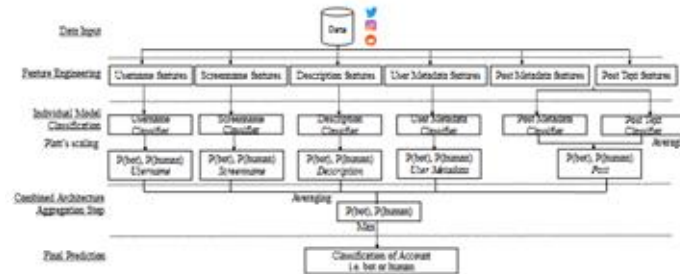 Data Input
Data
Feature Engineering
Username features
Screenname features
Description features
User Metadata features
Post Metadata features
Post Text features
Individual Model
Classification
Username
Classifier
Screenname
Classifier
Description
Classifier
User Metadata
Classifier
Post Metadata
Classifier
Post Text
Classifier
Platt's scaling
Averaging
P(bot), P(human)
Username
P(bot), P(human)
Screenname
P(bot), P(human)
Description
P(bot), P(human)
User Metadata
P(bot), P(human)
Post
Combined Architecture
Aggregation Step
Averaging
P(bot), P(human)
Max
Final Prediction
Classification of Account
i.e. bot or human